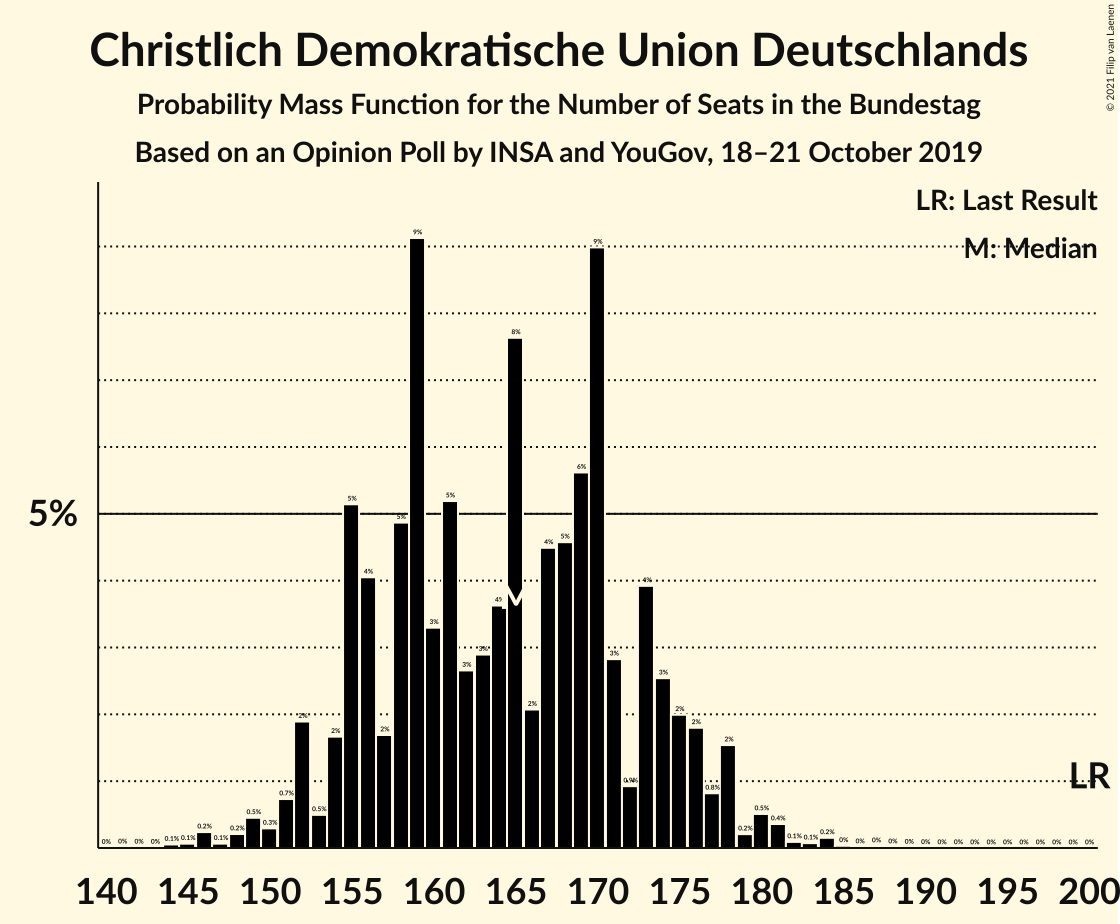 Christlich Demokratische Union Deutschlands
Probability Mass Function for the Number of Seats in the Bundestag
Based on an Opinion Poll by INSA and YouGov, 18–21 October 2019
© 2021 Filip van Laenen
LR: Last Result
M: Median
5%
LR
M
0% 0% 0% 0% 0.1% 0.1% 0.2% 0.1% 0.2% 0.5% 0.3% 0.7% 2% 0.5% 2% 5% 4% 2% 5% 9% 3% 5% 3% 3% 4% 8% 2% 4% 5% 6% 9% 3% 0.9% 4% 3% 2% 2% 0.8% 2% 0.2% 0.5% 0.4% 0.1% 0.1% 0.2% 0% 0% 0% 0% 0% 0% 0% 0% 0% 0% 0% 0% 0% 0% 0% 0%
140 145 150 155 160 165 170 175 180 185 190 195 200